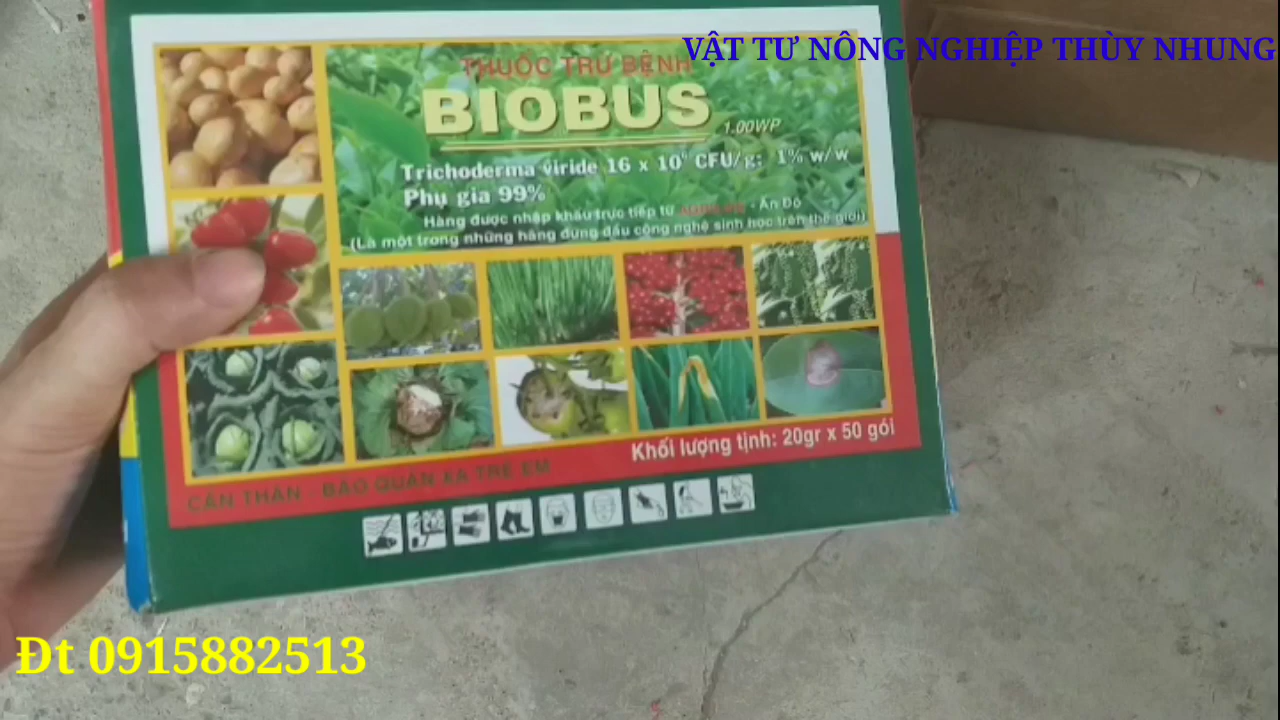 VẬT TƯ NÔNG NGHIỆP THÙY NHUNG
THUỐC TRỪ BỆNH
BIOBUS
1.00WP
Trichoderma viride 16 x 10⁶ CFU/g: 1% w/w
Phụ gia 99%
Hàng được nhập khẩu trực tiếp từ - Ấn Độ
(Là một trong những hãng đứng đầu công nghệ sinh học trên thế giới)
Khối lượng tịnh: 20gr x 50 gói
CẨN THẬN - BẢO QUẢN XA TRẺ EM
Đt 0915882513